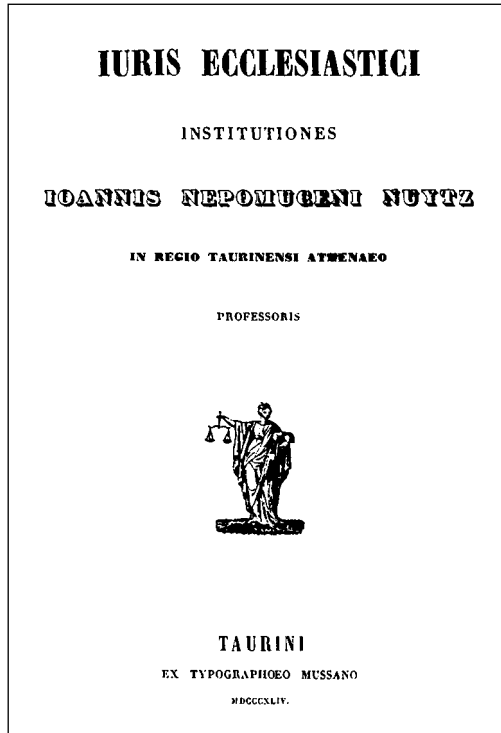 IURIS ECCLESIASTICI
INSTITUTIONES
IOANNIS NEPOMUCENI NUYTZ
IN REGIO TAURINENSI ATHENAEO
PROFESSORIS
TAURINI
EX TYPOGRAPHOEO MUSSANO
MDCCCXLIV.